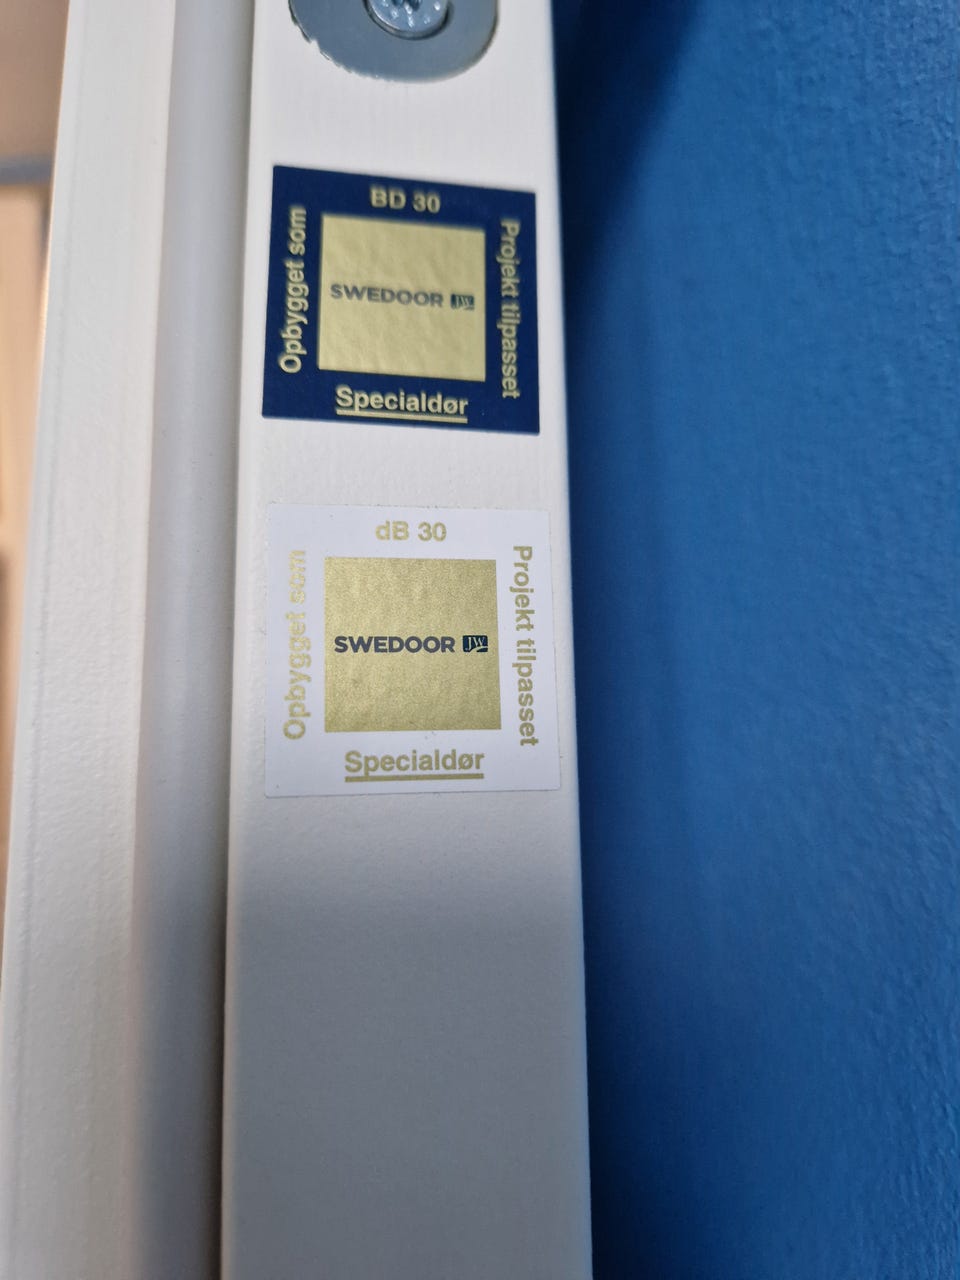 BD 30
Opbygget som
SWEDOOR JW
Projekt tilpasset
Specialdør
dB 30
Opbygget som
SWEDOOR JW
Projekt tilpasset
Specialdør